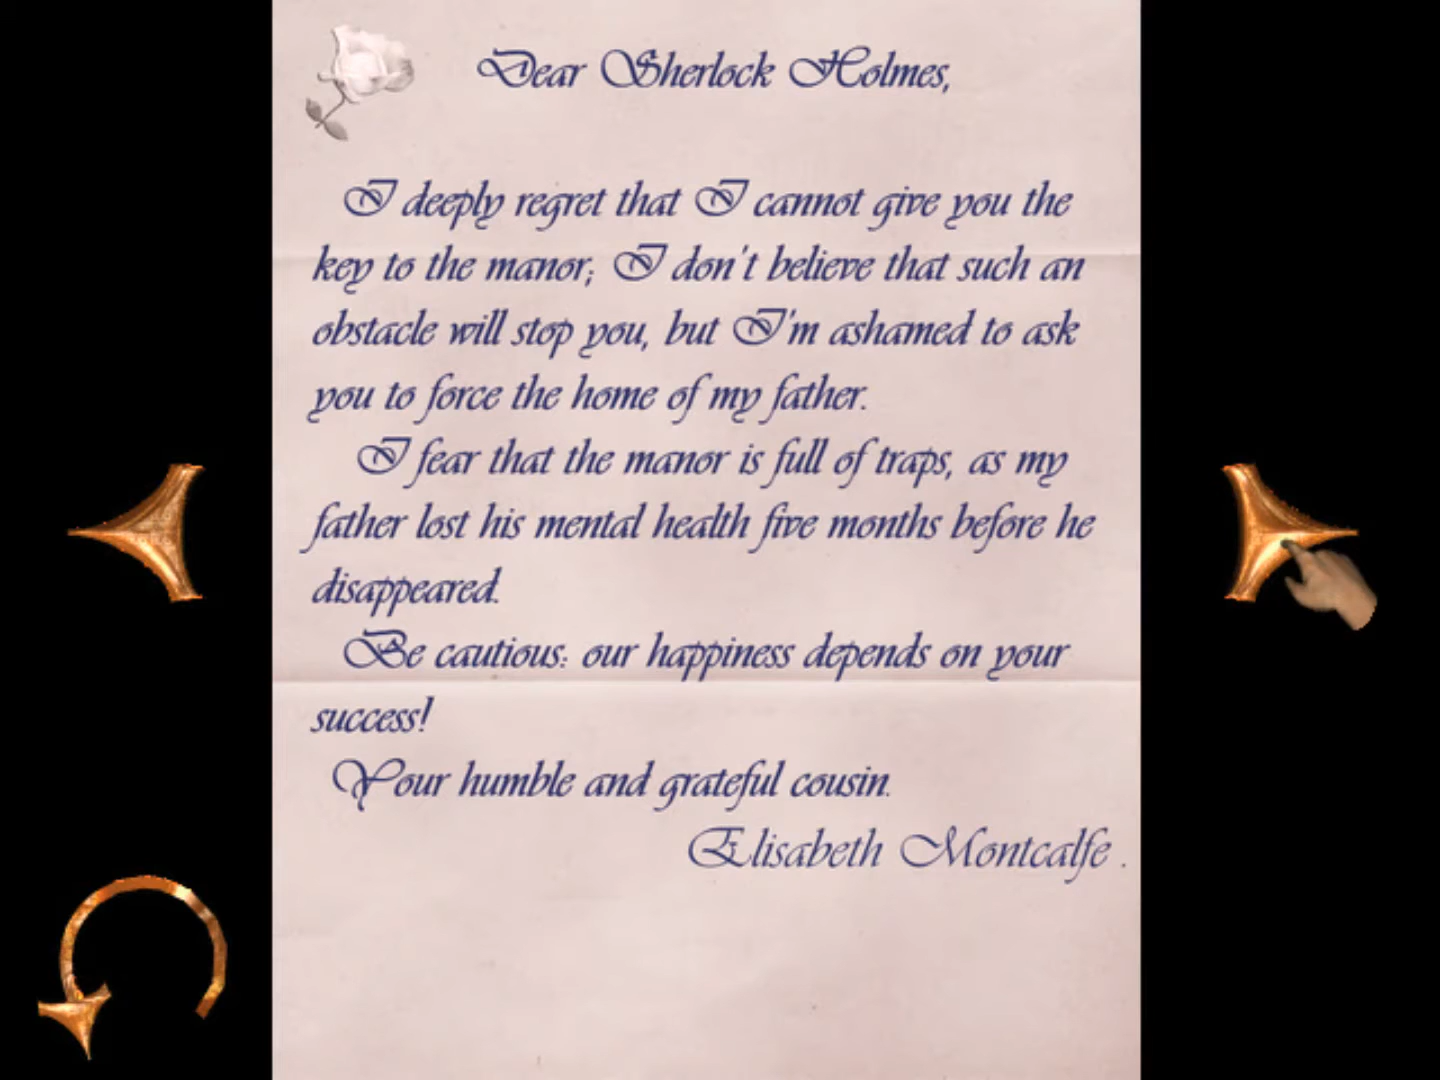 Dear Sherlock Holmes,
I deeply regret that I cannot give you the
key to the manor; I don't believe that such an
obstacle will stop you, but I'm ashamed to ask
you to force the home of my father.
I fear that the manor is full of traps, as my
father lost his mental health five months before he
disappeared.
Be cautious: our happiness depends on your
success!
Your humble and grateful cousin.
Elisabeth Montcalfe .